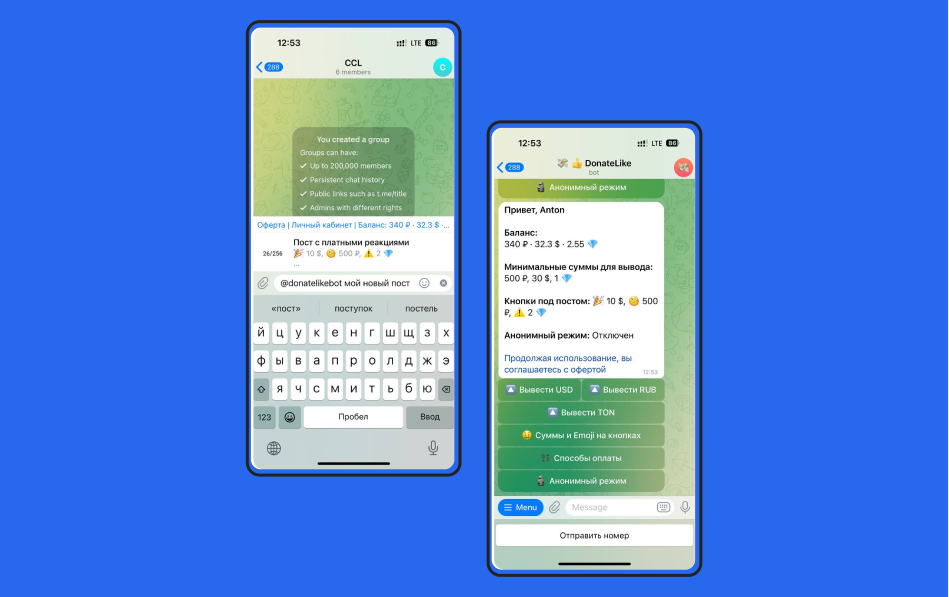 12:53
LTE 86
288
CCL
6 members
C
You created a group
Groups can have:
Up to 200,000 members
Persistent chat history
Public links such as t.me/title
Admins with different rights
Оферта | Личный кабинет | Баланс: 340 ₽ · 32.3 $ ·...
26/256
Пост с платными реакциями
🎉 10 $, 🧐 500 ₽, ⚠️ 2 💎
...
@donatelikebot мой новый пост
«пост» поступок постель
й ц у к е н г ш щ з х
ф ы в а п р о л д ж э
я ч с м и т ь б ю
123 Пробел Ввод
12:53
LTE 86
288
DonateLike
bot
🗿 Анонимный режим
Привет, Anton
Баланс:
340 ₽ · 32.3 $ · 2.55 💎
Минимальные суммы для вывода:
500 ₽, 30 $, 1 💎
Кнопки под постом: 🎉 10 $, 🧐 500
₽, ⚠️ 2 💎
Анонимный режим: Отключен
Продолжая использование, вы
соглашаетесь с офертой
12:53
🔼 Вывести USD
🔼 Вывести RUB
🔼 Вывести TON
🤑 Суммы и Emoji на кнопках
🍴 Способы оплаты
🗿 Анонимный режим
Menu
Message
Отправить номер